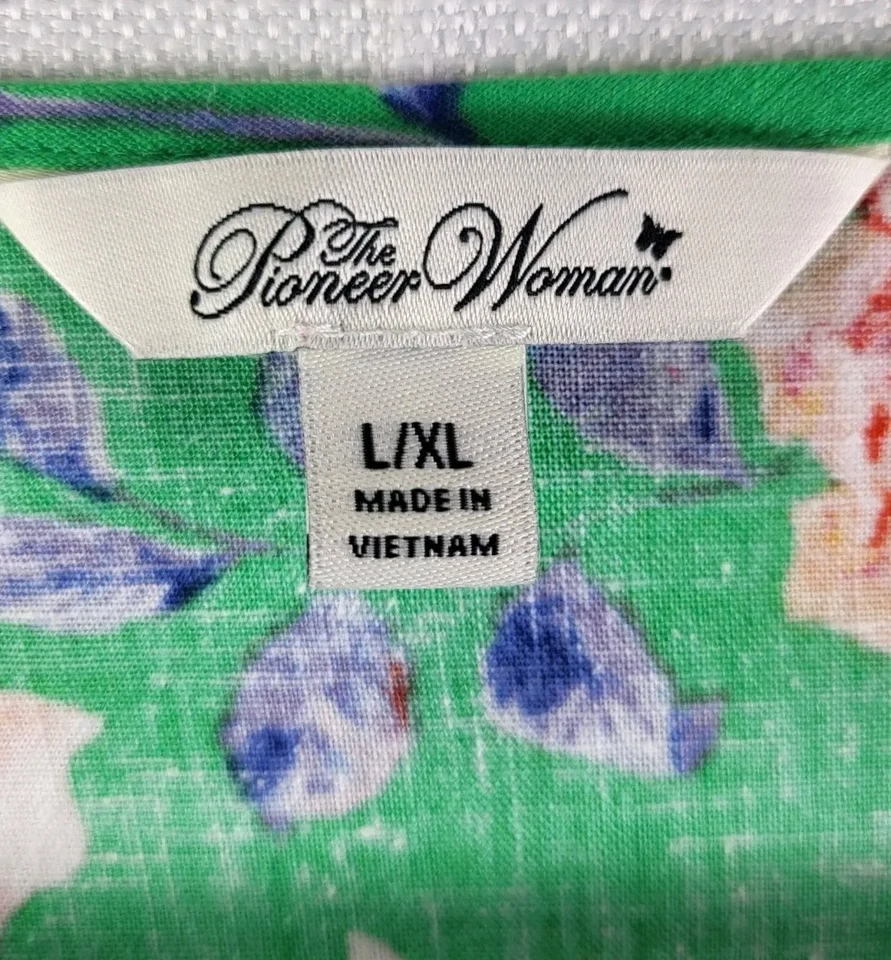 The
Pioneer Woman
L/XL
MADE IN
VIETNAM